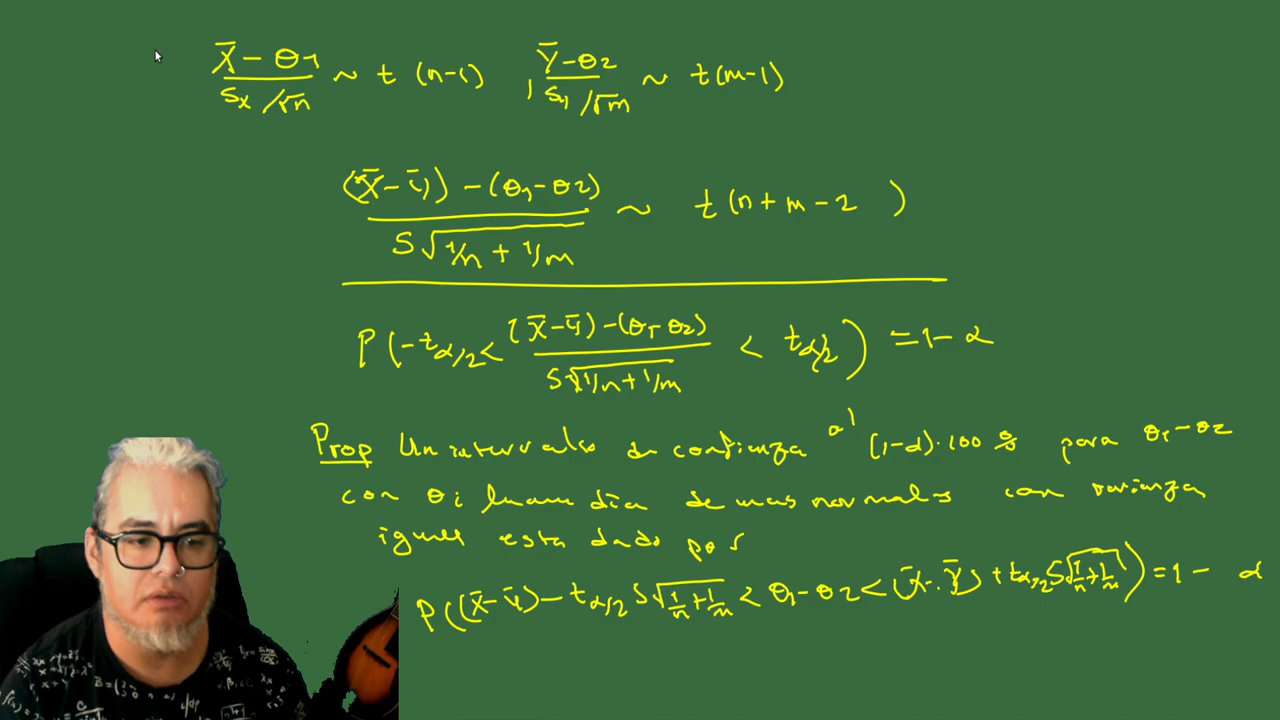 X̄ - θ1 / Sx/√n ~ t (n-1) , Ȳ-θ2 / Sy/√m ~ t(m-1)
(X̄-Ȳ) - (θ1-θ2) / S√1/n + 1/m ~ t (n+m-2 )
P(-tα/2 < (X̄-Ȳ)-(θ1-θ2) / S√1/n+1/m < tα/2) = 1-α
Prop Un intervalo de confianza al (1-α)·100 % para θ1-θ2
con θi la media de mas normales con varianza
igual esta dado por
P((X̄-Ȳ)-tα/2 S√1/n+1/m < θ1-θ2 < (X̄-Ȳ)+tα/2 S√1/n+1/m) = 1- α